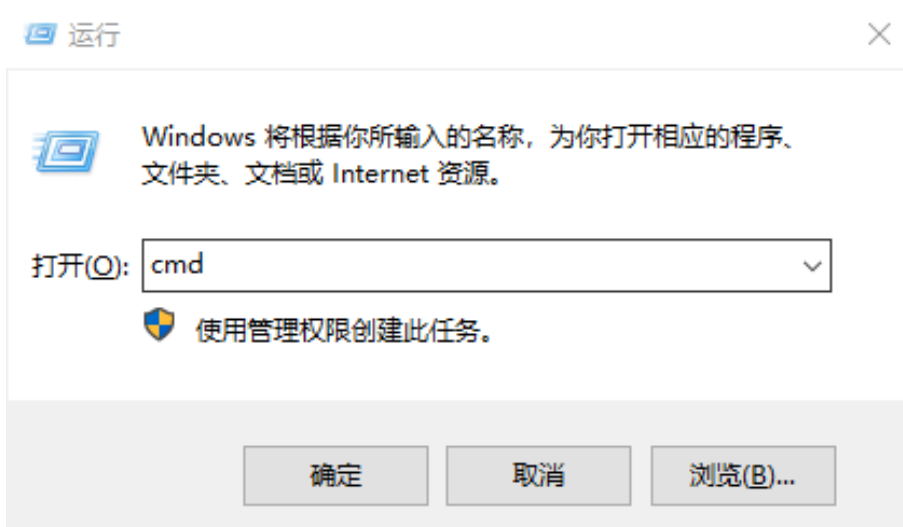 运行
Windows 将根据你所输入的名称，为你打开相应的程序、
文件夹、文档或 Internet 资源。
打开(O): cmd
使用管理权限创建此任务。
确定 取消 浏览(B)...